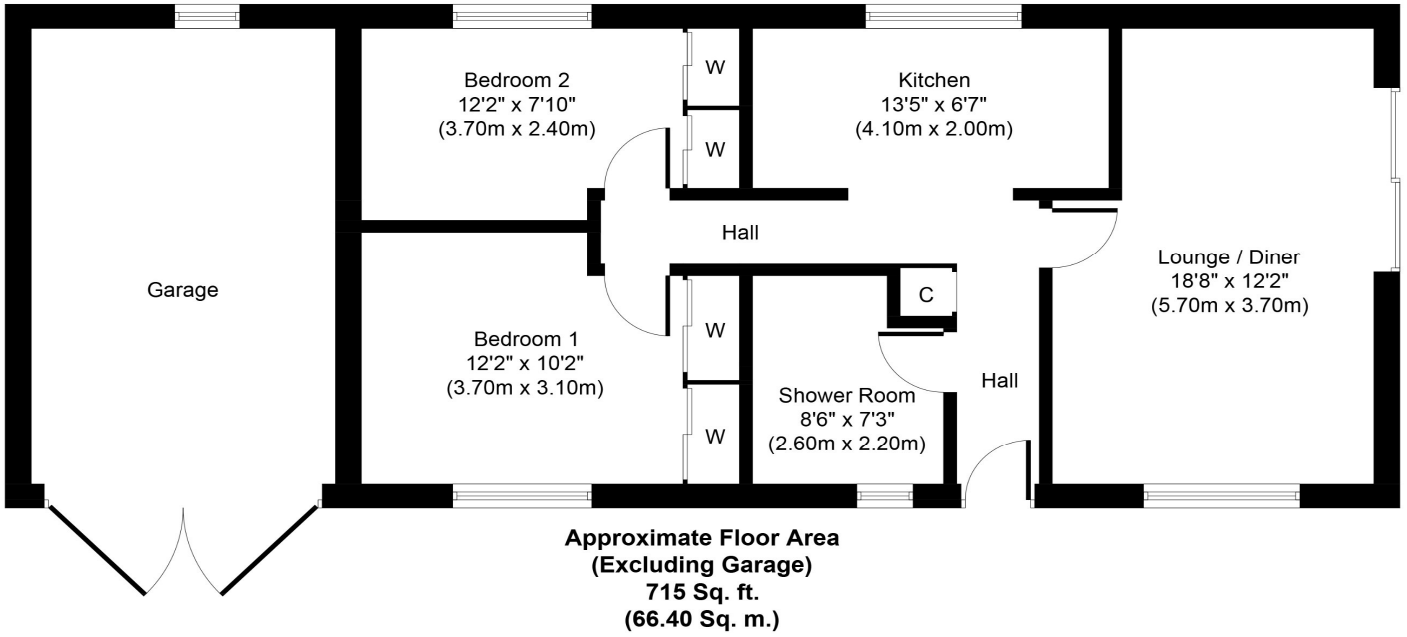 Bedroom 2
12'2" x 7'10"
(3.70m x 2.40m)
W
W
Kitchen
13'5" x 6'7"
(4.10m x 2.00m)
Hall
Garage
Lounge / Diner
18'8" x 12'2"
(5.70m x 3.70m)
Bedroom 1
12'2" x 10'2"
(3.70m x 3.10m)
W
W
C
Hall
Shower Room
8'6" x 7'3"
(2.60m x 2.20m)
Approximate Floor Area
(Excluding Garage)
715 Sq. ft.
(66.40 Sq. m.)